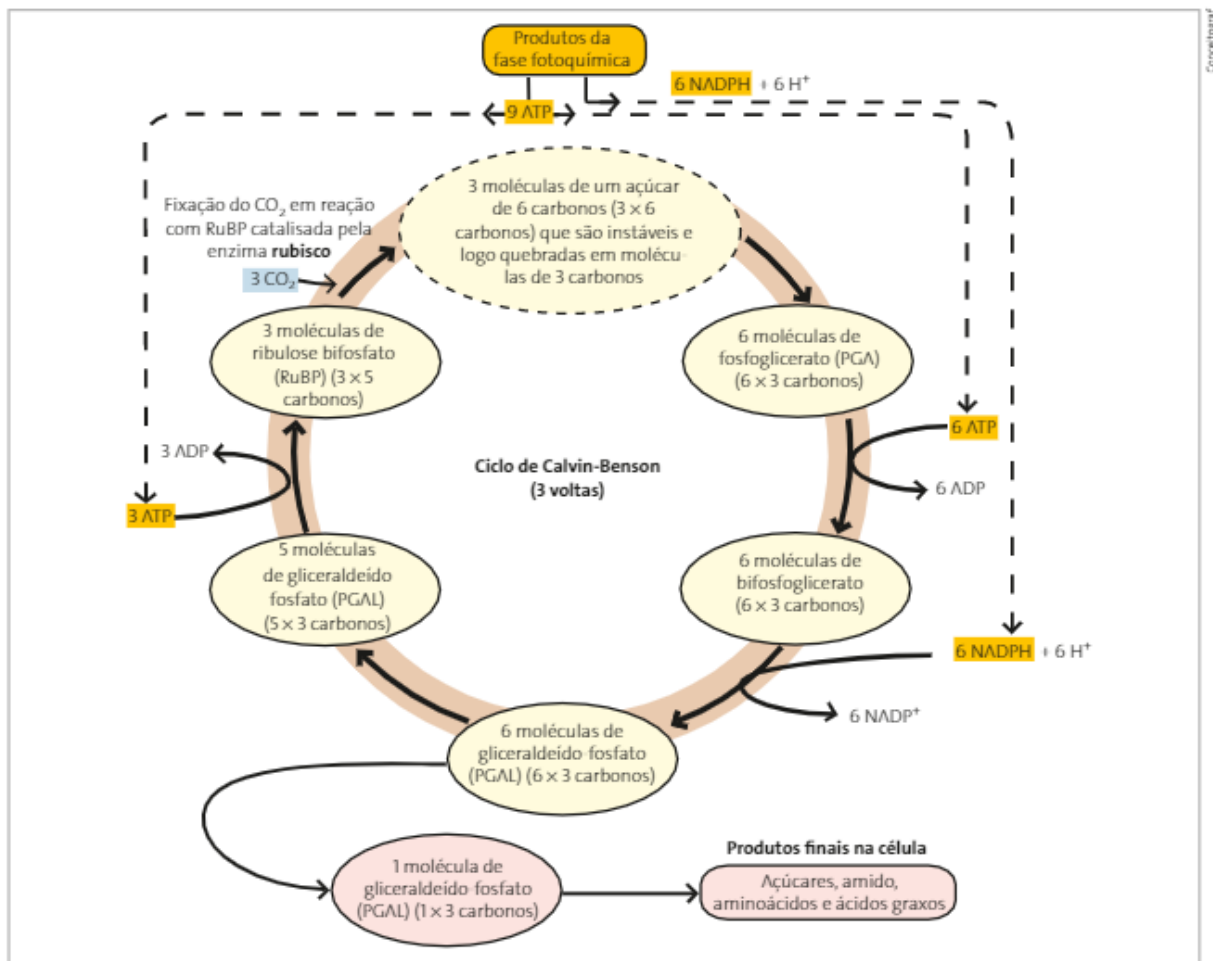 Produtos da
fase fotoquímica
6 NADPH + 6 H⁺
9 ATP
3 moléculas de um açúcar
de 6 carbonos (3 × 6
carbonos) que são instáveis e
logo quebradas em molécu-
las de 3 carbonos
Fixação do CO₂ em reação
com RuBP catalisada pela
enzima rubisco
3 CO₂
3 moléculas de
ribulose bifosfato
(RuBP) (3 × 5
carbonos)
6 moléculas de
fosfoglicerato (PGA)
(6 × 3 carbonos)
3 ADP
6 ATP
Ciclo de Calvin-Benson
(3 voltas)
6 ADP
3 ATP
5 moléculas
de gliceraldeído
fosfato (PGAL)
(5 × 3 carbonos)
6 moléculas de
bifosfoglicerato
(6 × 3 carbonos)
6 NADPH + 6 H⁺
6 NADP⁺
6 moléculas de
gliceraldeído-fosfato
(PGAL) (6 × 3 carbonos)
1 molécula de
gliceraldeído-fosfato
(PGAL) (1 × 3 carbonos)
Produtos finais na célula
Açúcares, amido,
aminoácidos e ácidos graxos